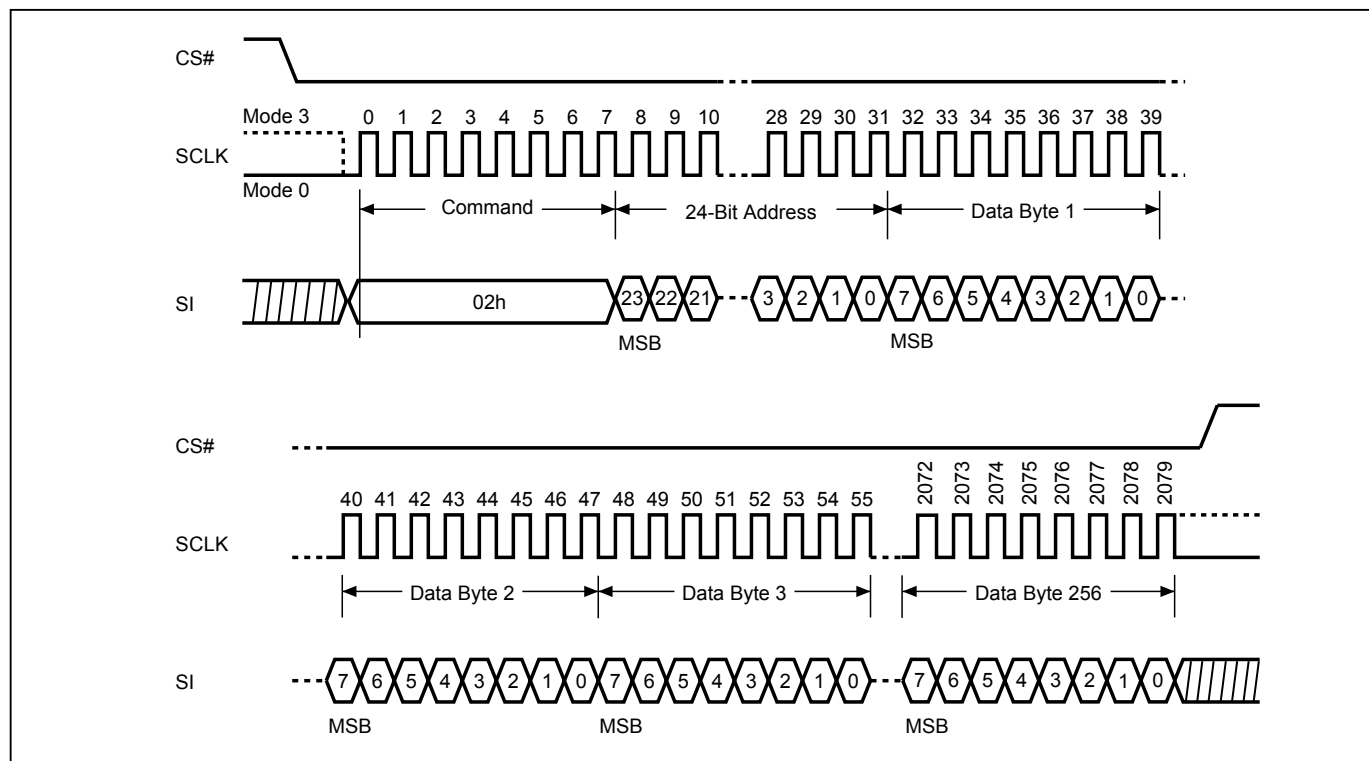 CS#
Mode 3 0 1 2 3 4 5 6 7 8 9 10 28 29 30 31 32 33 34 35 36 37 38 39
SCLK
Mode 0
Command 24-Bit Address Data Byte 1
SI 02h 23 22 21 3 2 1 0 7 6 5 4 3 2 1 0
MSB MSB
CS#
40 41 42 43 44 45 46 47 48 49 50 51 52 53 54 55 2072 2073 2074 2075 2076 2077 2078 2079
SCLK
Data Byte 2 Data Byte 3 Data Byte 256
SI 7 6 5 4 3 2 1 0 7 6 5 4 3 2 1 0 7 6 5 4 3 2 1 0
MSB MSB MSB